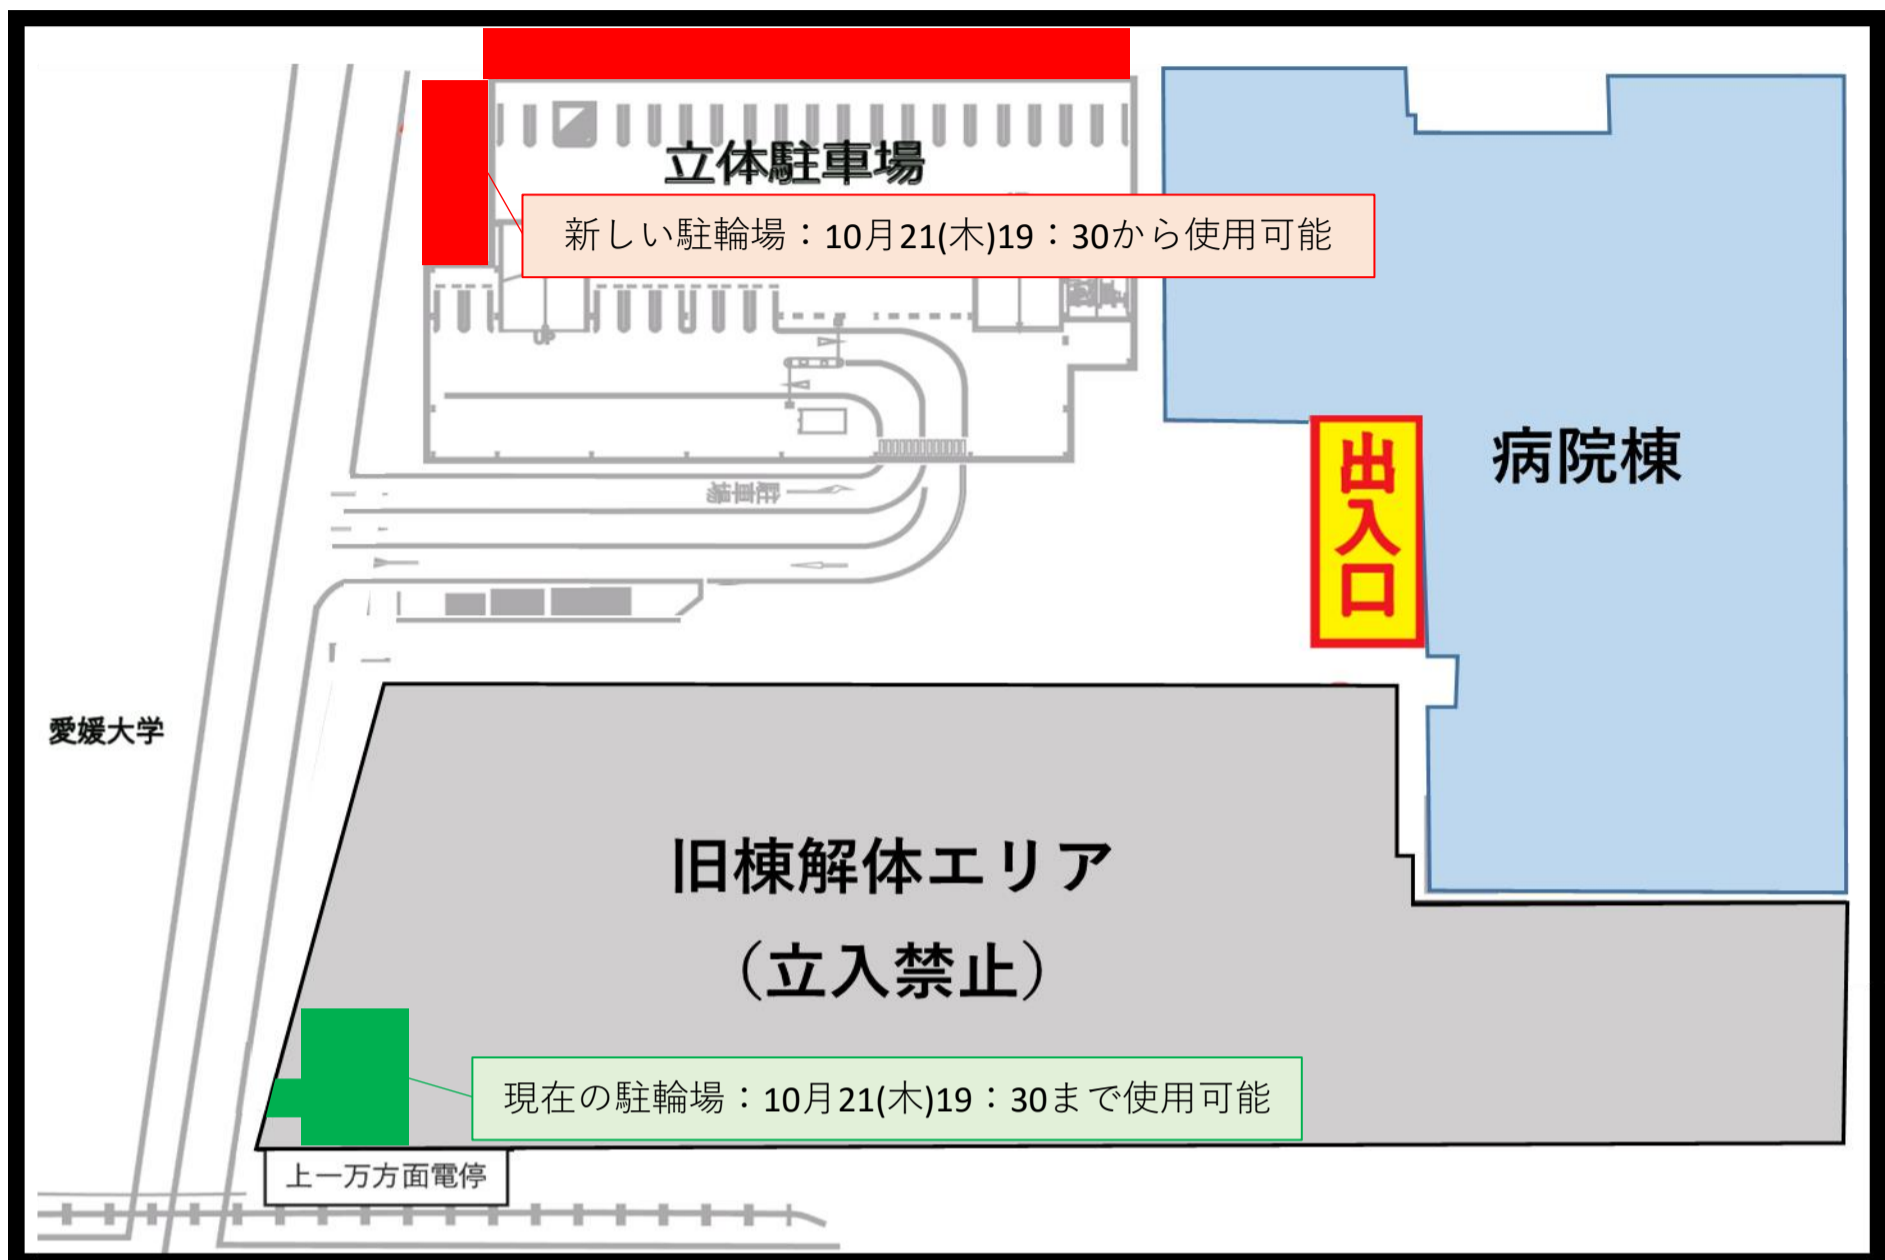 立体駐車場
新しい駐輪場：10月21(木)19：30から使用可能
UP
出入口
病院棟
駐車場
愛媛大学
旧棟解体エリア
（立入禁止）
現在の駐輪場：10月21(木)19：30まで使用可能
上一万方面電停